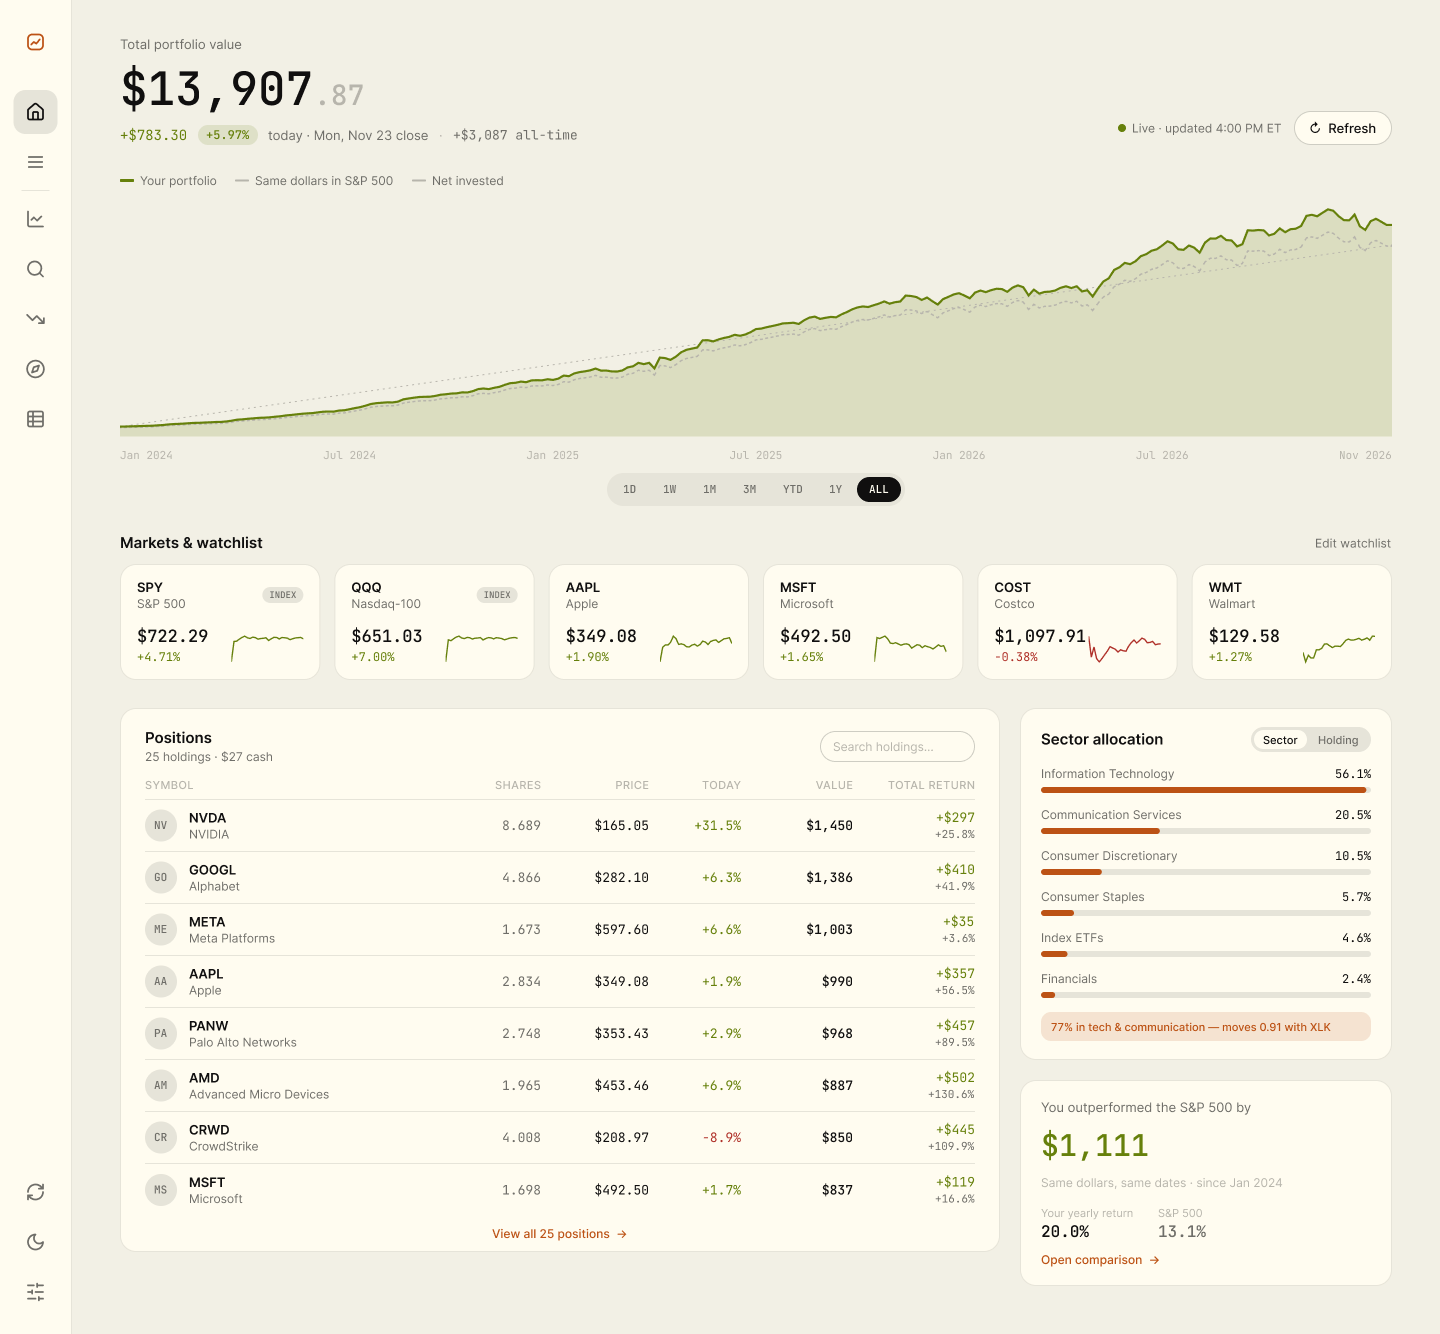 Total portfolio value
$13,907.87
+$783.30 +5.97% today · Mon, Nov 23 close · +$3,087 all-time
Live · updated 4:00 PM ET Refresh
Your portfolio Same dollars in S&P 500 Net invested
Jan 2024 Jul 2024 Jan 2025 Jul 2025 Jan 2026 Jul 2026 Nov 2026
1D 1W 1M 3M YTD 1Y ALL
Markets & watchlist Edit watchlist
SPY
S&P 500
INDEX
$722.29
+4.71%
QQQ
Nasdaq-100
INDEX
$651.03
+7.00%
AAPL
Apple
$349.08
+1.90%
MSFT
Microsoft
$492.50
+1.65%
COST
Costco
$1,097.91
-0.38%
WMT
Walmart
$129.58
+1.27%
Positions
25 holdings · $27 cash
Search holdings...
SYMBOL SHARES PRICE TODAY VALUE TOTAL RETURN
NV NVDA 8.689 $165.05 +31.5% $1,450 +$297
NVIDIA +25.8%
GO GOOGL 4.866 $282.10 +6.3% $1,386 +$410
Alphabet +41.9%
ME META 1.673 $597.60 +6.6% $1,003 +$35
Meta Platforms +3.6%
AA AAPL 2.834 $349.08 +1.9% $990 +$357
Apple +56.5%
PA PANW 2.748 $353.43 +2.9% $968 +$457
Palo Alto Networks +89.5%
AM AMD 1.965 $453.46 +6.9% $887 +$502
Advanced Micro Devices +130.6%
CR CRWD 4.008 $208.97 -8.9% $850 +$445
CrowdStrike +109.9%
MS MSFT 1.698 $492.50 +1.7% $837 +$119
Microsoft +16.6%
View all 25 positions →
Sector allocation Sector Holding
Information Technology 56.1%
Communication Services 20.5%
Consumer Discretionary 10.5%
Consumer Staples 5.7%
Index ETFs 4.6%
Financials 2.4%
77% in tech & communication — moves 0.91 with XLK
You outperformed the S&P 500 by
$1,111
Same dollars, same dates · since Jan 2024
Your yearly return S&P 500
20.0% 13.1%
Open comparison →